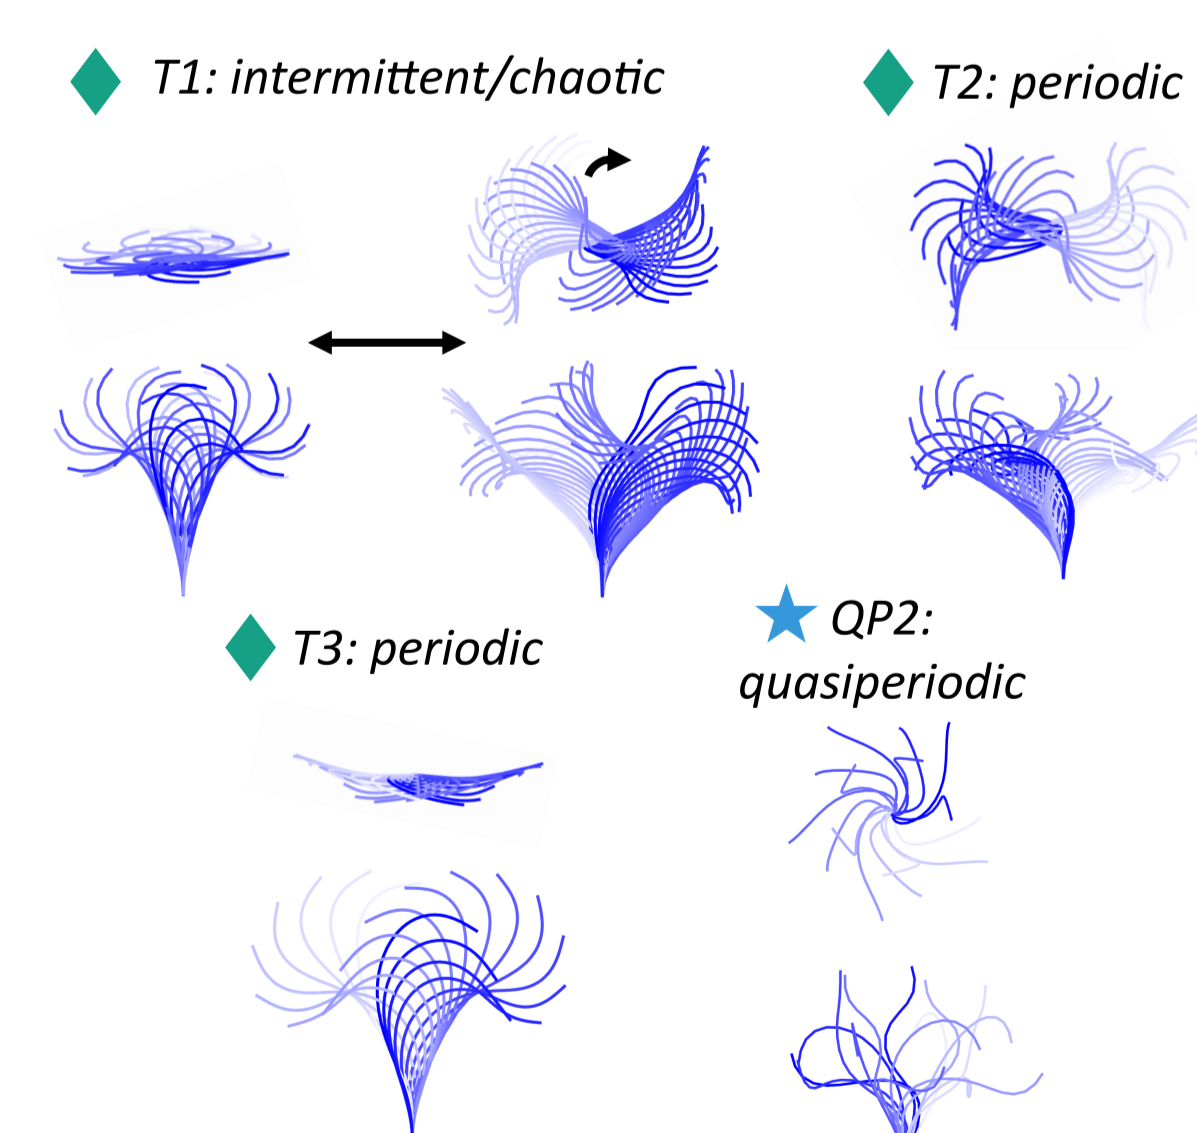 T1: intermittent/chaotic
T2: periodic
T3: periodic
QP2:
quasiperiodic